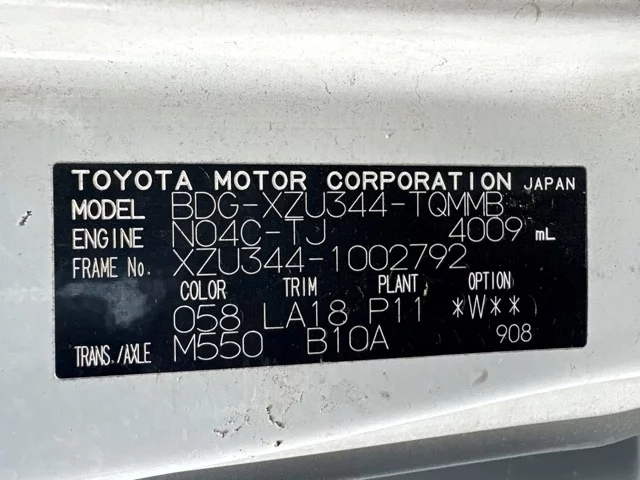 TOYOTA MOTOR CORPORATION JAPAN
MODEL BDG-XZU344-TQMMB
ENGINE N04C-TJ 4009 mL
FRAME No. XZU344-1002792
COLOR TRIM PLANT OPTION
058 LA18 P11 *W**
TRANS./AXLE M550 B10A 908